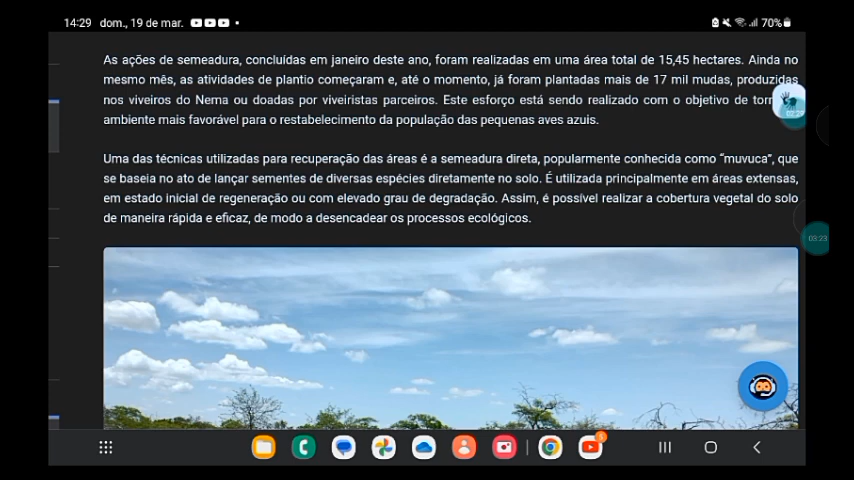 14:29 dom., 19 de mar.
70%
As ações de semeadura, concluídas em janeiro deste ano, foram realizadas em uma área total de 15,45 hectares. Ainda no
mesmo mês, as atividades de plantio começaram e, até o momento, já foram plantadas mais de 17 mil mudas, produzidas
nos viveiros do Nema ou doadas por viveiristas parceiros. Este esforço está sendo realizado com o objetivo de
ambiente mais favorável para o restabelecimento da população das pequenas aves azuis.
Uma das técnicas utilizadas para recuperação das áreas é a semeadura direta, popularmente conhecida como “muvuca”, que
se baseia no ato de lançar sementes de diversas espécies diretamente no solo. É utilizada principalmente em áreas extensas,
em estado inicial de regeneração ou com elevado grau de degradação. Assim, é possível realizar a cobertura vegetal do solo
03:23
de maneira rápida e eficaz, de modo a desencadear os processos ecológicos.